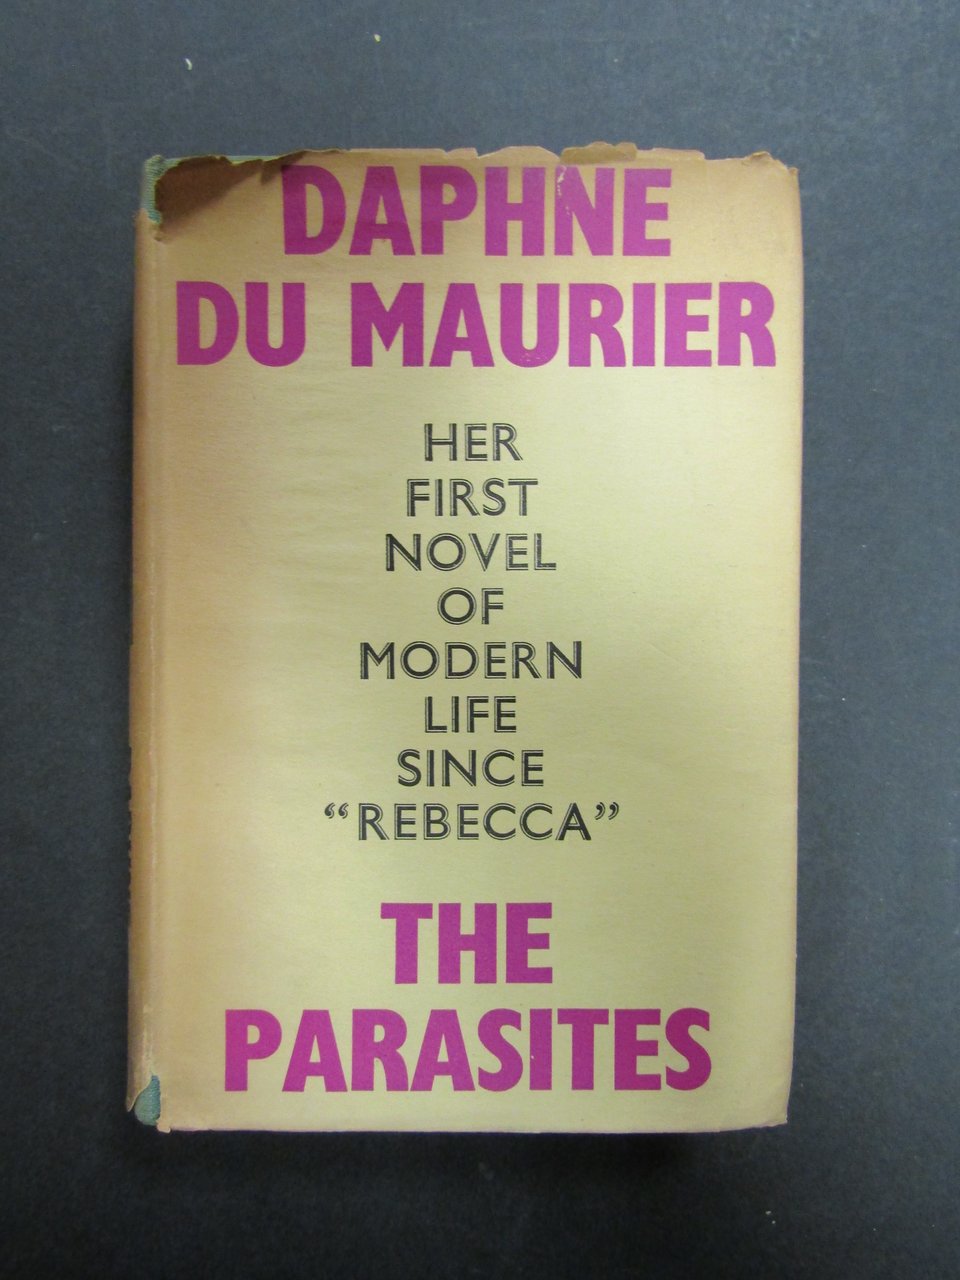 DAPHNE
DU MAURIER
HER
FIRST
NOVEL
OF
MODERN
LIFE
SINCE
“REBECCA”
THE
PARASITES